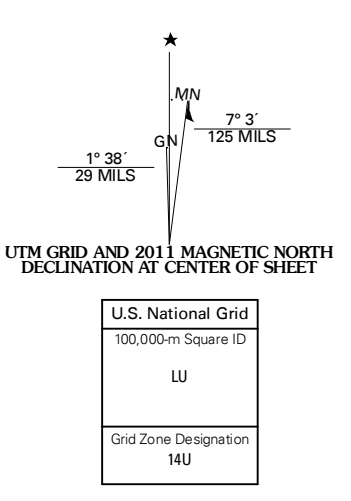 ★
MN
7° 3´
125 MILS
GN
1° 38´
29 MILS
UTM GRID AND 2011 MAGNETIC NORTH
DECLINATION AT CENTER OF SHEET
U.S. National Grid
100,000-m Square ID
LU
Grid Zone Designation
14U